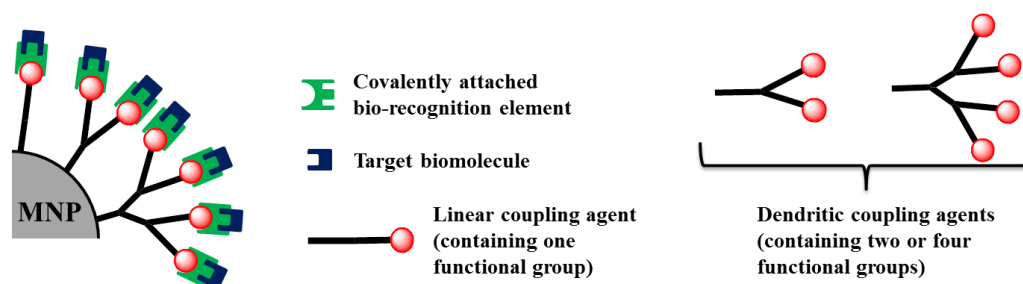 MNP
Covalently attached
bio-recognition element
Target biomolecule
Linear coupling agent
(containing one
functional group)
Dendritic coupling agents
(containing two or four
functional groups)